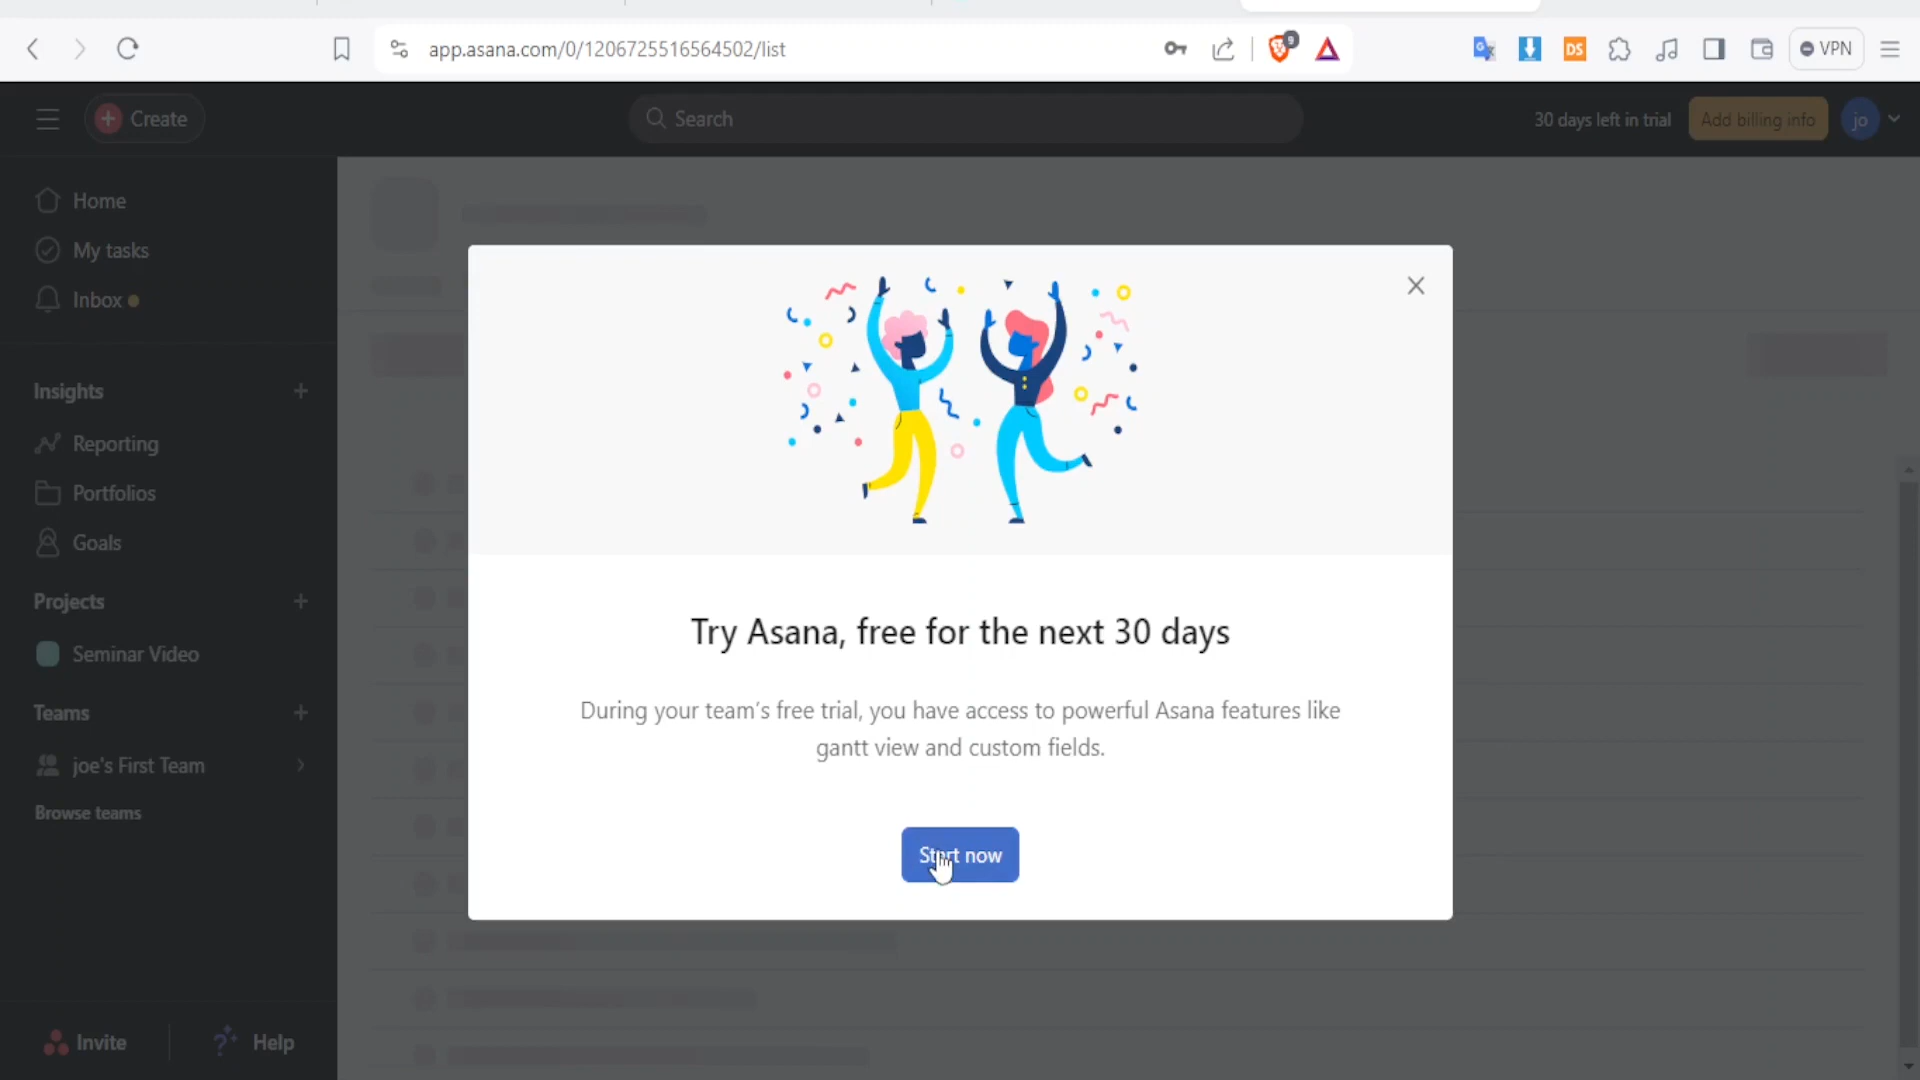 app.asana.com/0/1206725516564502/list
9
DS
VPN
Create
Search
30 days left in trial
Add billing info
jo
Home
My tasks
Inbox
Insights
Reporting
Portfolios
Goals
Projects
Seminar Video
Teams
joe's First Team
Browse teams
Invite
Help
Try Asana, free for the next 30 days
During your team's free trial, you have access to powerful Asana features like
gantt view and custom fields.
Start now